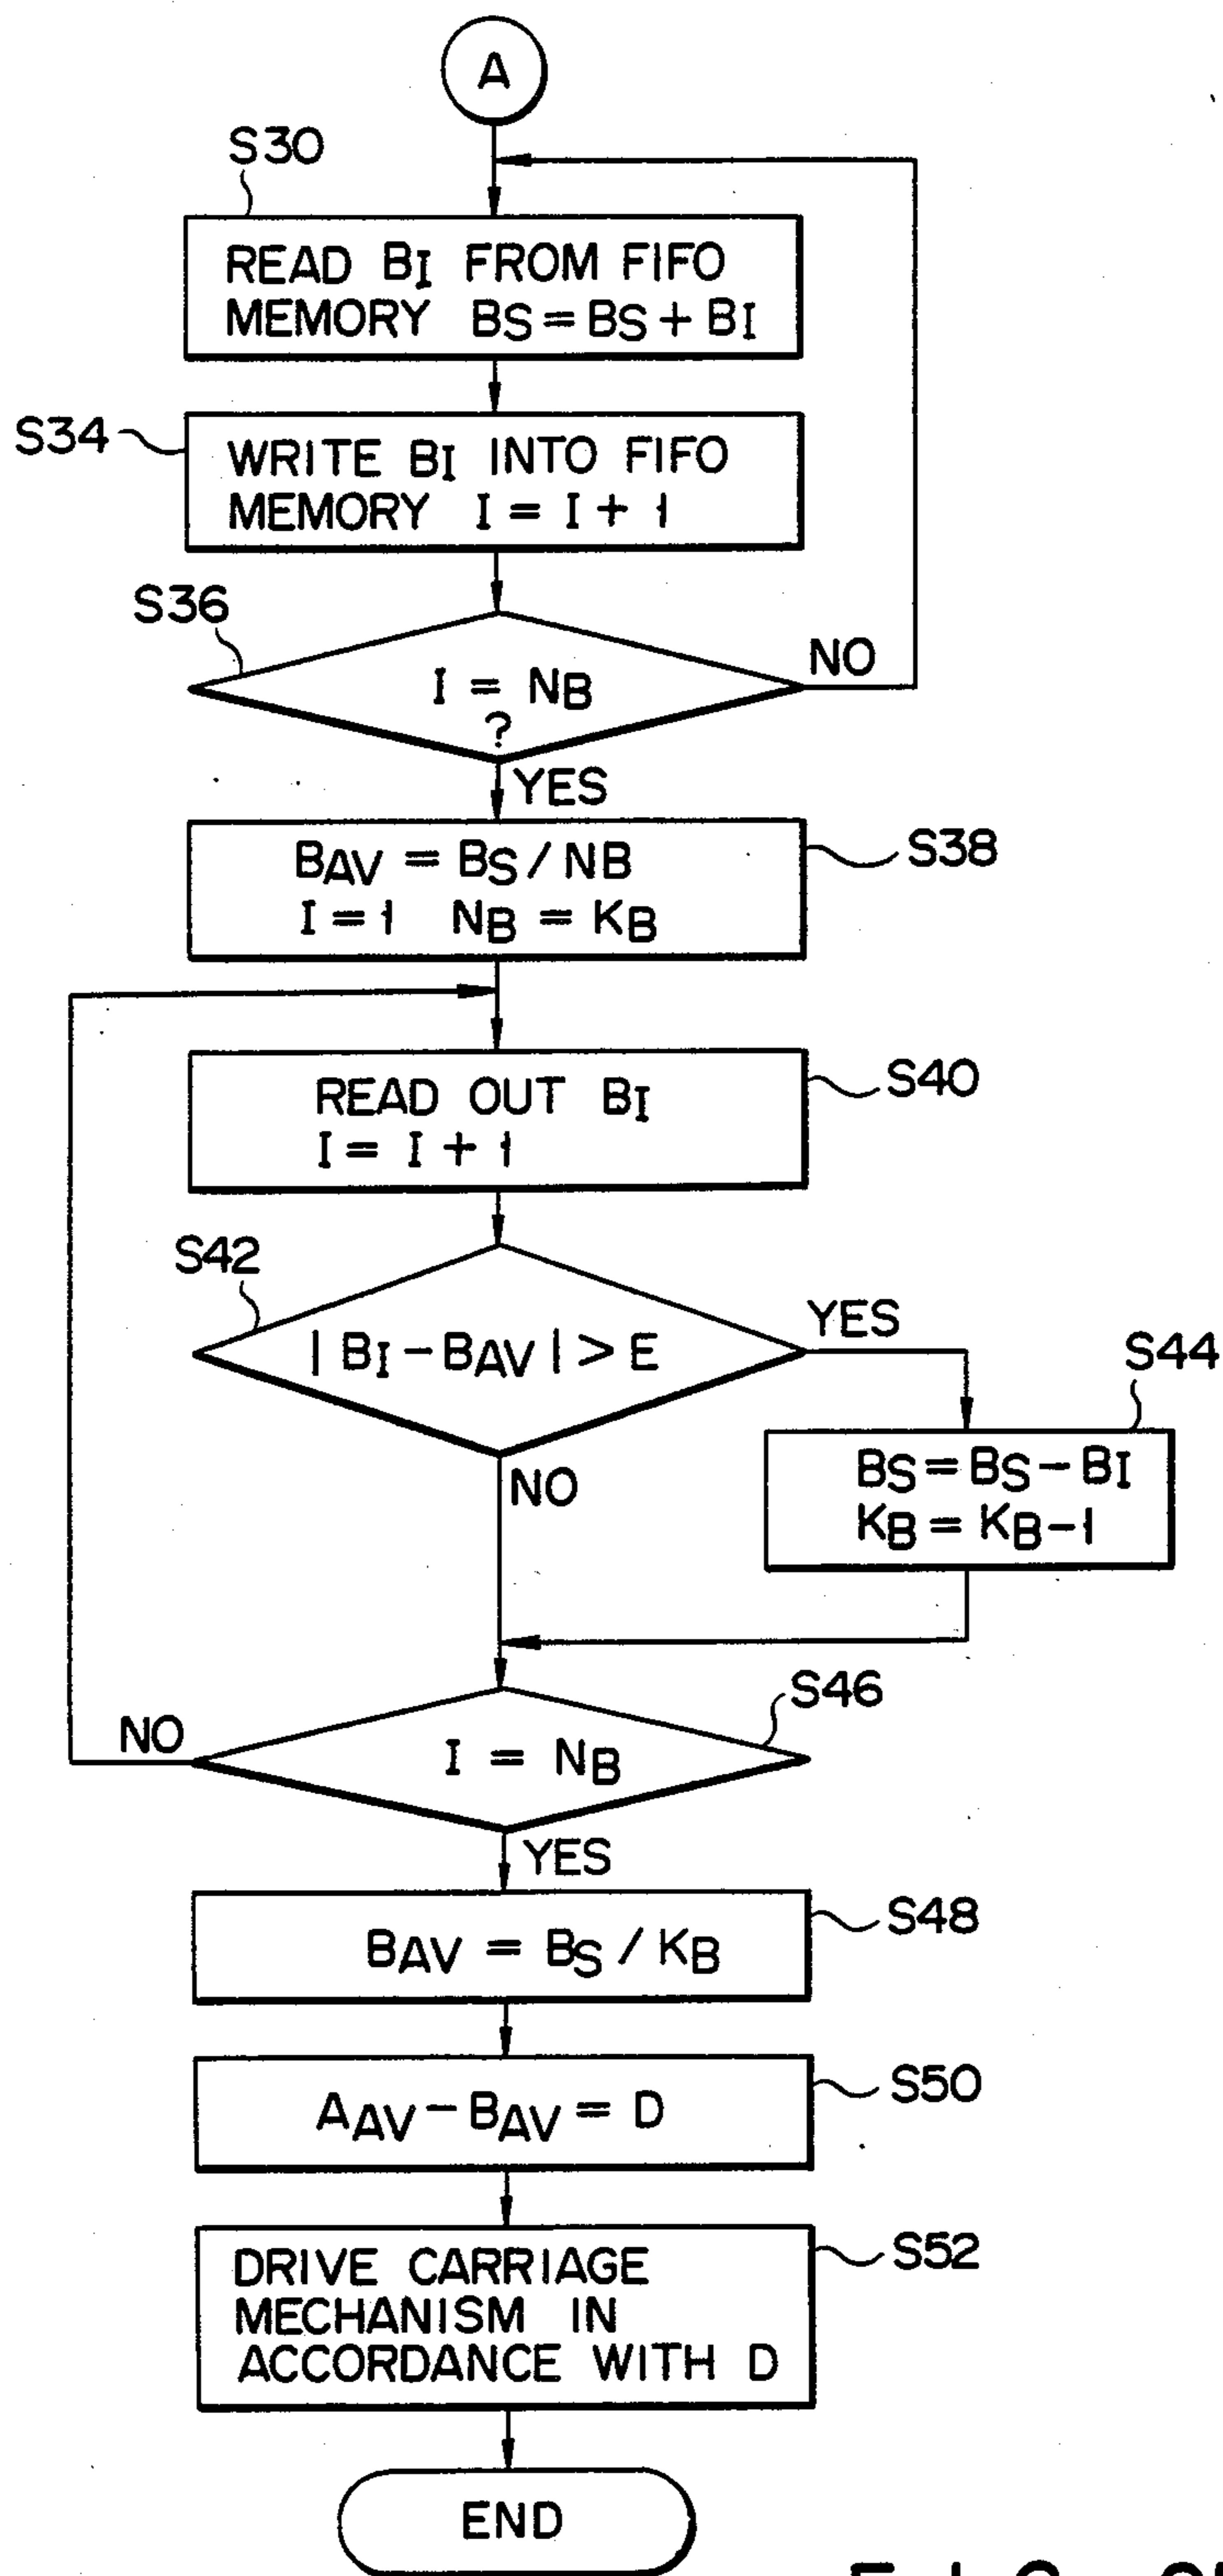 A
S30
READ BI FROM FIFO
MEMORY BS = BS + BI
S34
WRITE BI INTO FIFO
MEMORY I = I + 1
S36
I = NB
?
NO
YES
BAV = BS / NB
I = 1 NB = KB
S38
READ OUT BI
I = I + 1
S40
S42
| BI - BAV | > E
YES
S44
BS = BS - BI
KB = KB - 1
NO
S46
I = NB
NO
YES
BAV = BS / KB
S48
AAV - BAV = D
S50
DRIVE CARRIAGE
MECHANISM IN
ACCORDANCE WITH D
S52
END